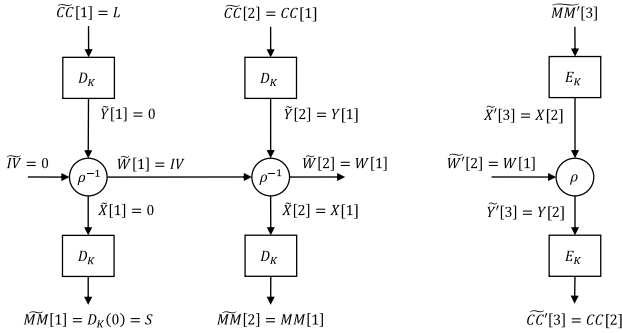 C̃C̃[1] = L
C̃C̃[2] = CC[1]
M̃M̃′[3]
D_K
D_K
E_K
Ỹ[1] = 0
Ỹ[2] = Y[1]
X̃′[3] = X[2]
ĨṼ = 0
ρ⁻¹
W̃[1] = IV
ρ⁻¹
W̃[2] = W[1]
W̃′[2] = W[1]
ρ
X̃[1] = 0
X̃[2] = X[1]
Ỹ′[3] = Y[2]
D_K
D_K
E_K
M̃M̃[1] = D_K(0) = S
M̃M̃[2] = MM[1]
C̃C̃′[3] = CC[2]